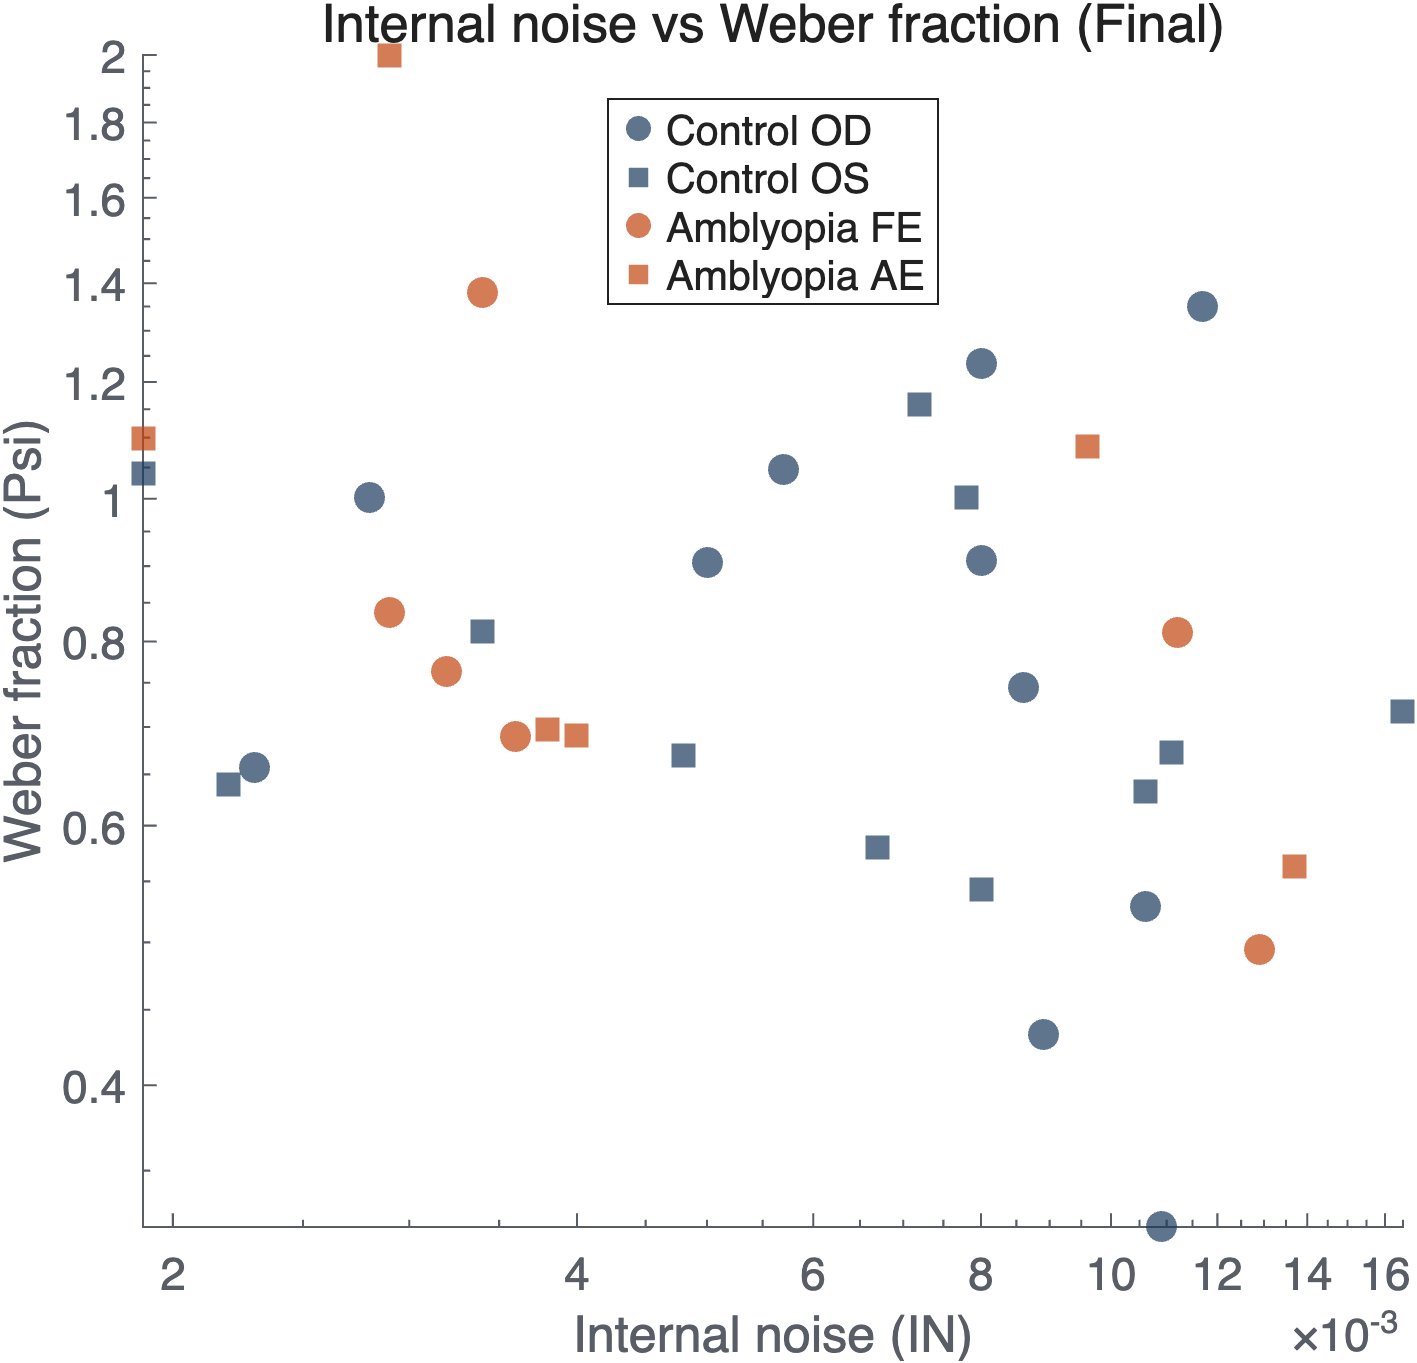 Internal noise vs Weber fraction (Final)
2
1.8
1.6
1.4
1.2
1
0.8
0.6
0.4
Weber fraction (Psi)
Control OD
Control OS
Amblyopia FE
Amblyopia AE
2 4 6 8 10 12 14 16
Internal noise (IN)
×10-3